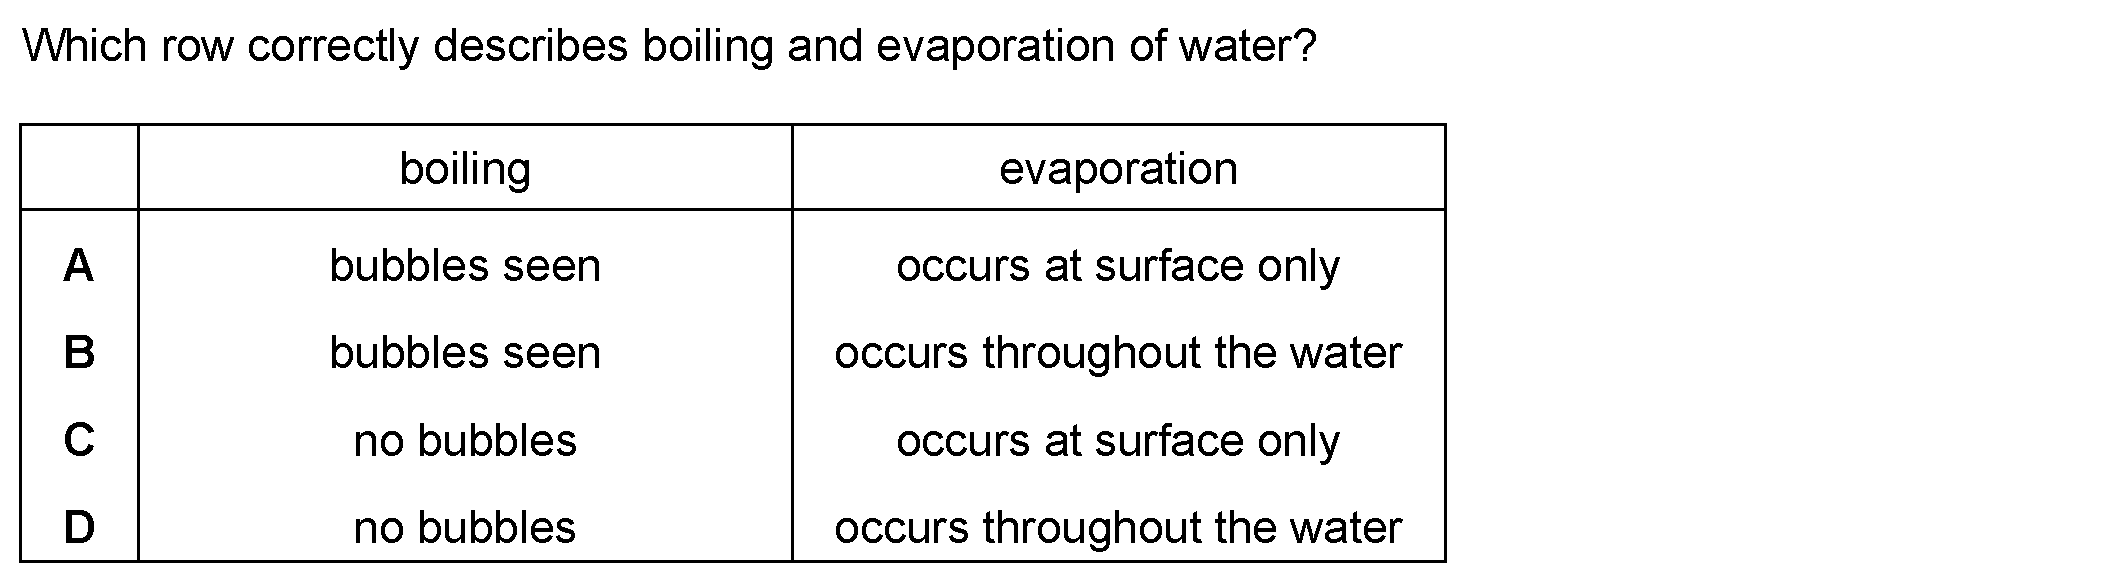 Which row correctly describes boiling and evaporation of water?
boiling evaporation
A bubbles seen occurs at surface only
B bubbles seen occurs throughout the water
C no bubbles occurs at surface only
D no bubbles occurs throughout the water